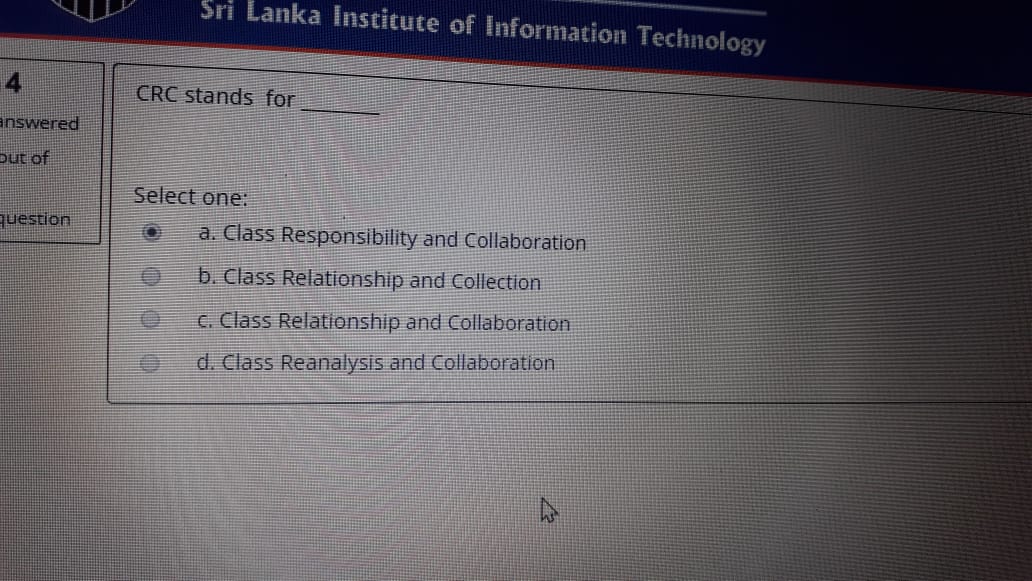 Sri Lanka Institute of Information Technology
4
answered
out of
question
CRC stands for ________
Select one:
a. Class Responsibility and Collaboration
b. Class Relationship and Collection
c. Class Relationship and Collaboration
d. Class Reanalysis and Collaboration